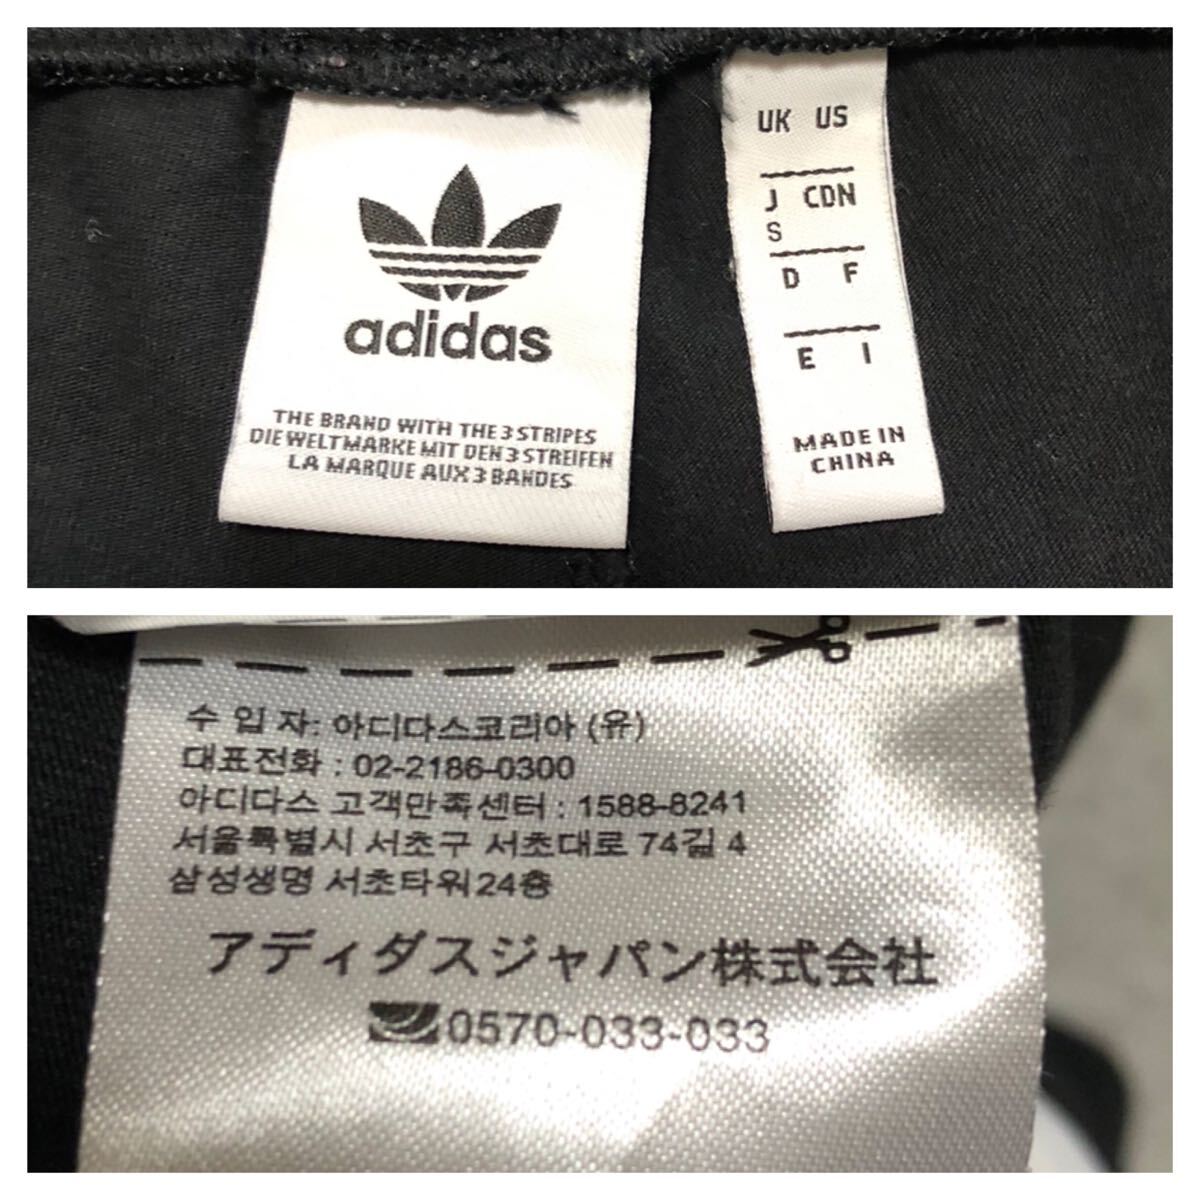 adidas
THE BRAND WITH THE 3 STRIPES
DIE WELTMARKE MIT DEN 3 STREIFEN
LA MARQUE AUX 3 BANDES
UK US
J CDN
S
D F
E I
MADE IN
CHINA
수 입 자: 아디다스코리아 (유)
대표전화 : 02-2186-0300
아디다스 고객만족센터 : 1588-8241
서울특별시 서초구 서초대로 74길 4
삼성생명 서초타워24층
アディダスジャパン株式会社
0570-033-033